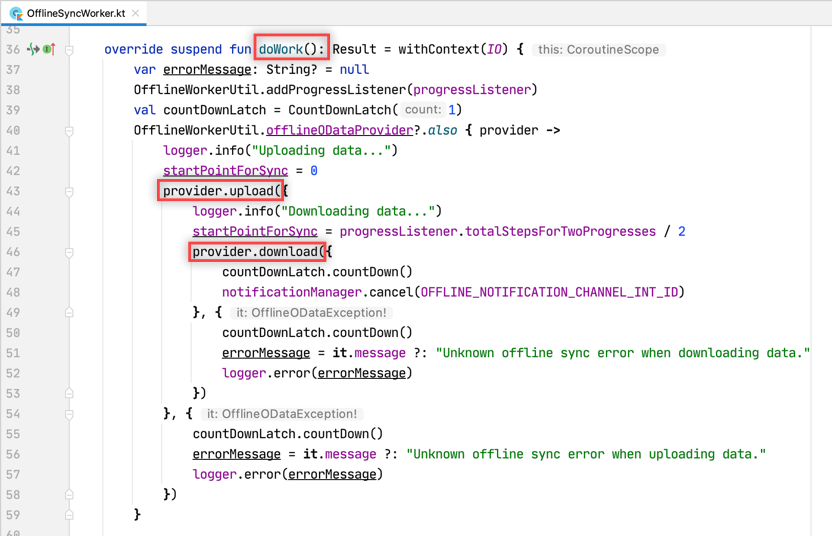 OfflineSyncWorker.kt
35
36 override suspend fun doWork(): Result = withContext(IO) { this: CoroutineScope
37 var errorMessage: String? = null
38 OfflineWorkerUtil.addProgressListener(progressListener)
39 val countDownLatch = CountDownLatch( count: 1)
40 OfflineWorkerUtil.offlineODataProvider?.also { provider ->
41 logger.info("Uploading data...")
42 startPointForSync = 0
43 provider.upload({
44 logger.info("Downloading data...")
45 startPointForSync = progressListener.totalStepsForTwoProgresses / 2
46 provider.download({
47 countDownLatch.countDown()
48 notificationManager.cancel(OFFLINE_NOTIFICATION_CHANNEL_INT_ID)
49 }, { it: OfflineODataException!
50 countDownLatch.countDown()
51 errorMessage = it.message ?: "Unknown offline sync error when downloading data."
52 logger.error(errorMessage)
53 })
54 }, { it: OfflineODataException!
55 countDownLatch.countDown()
56 errorMessage = it.message ?: "Unknown offline sync error when uploading data."
57 logger.error(errorMessage)
58 })
59 }
60